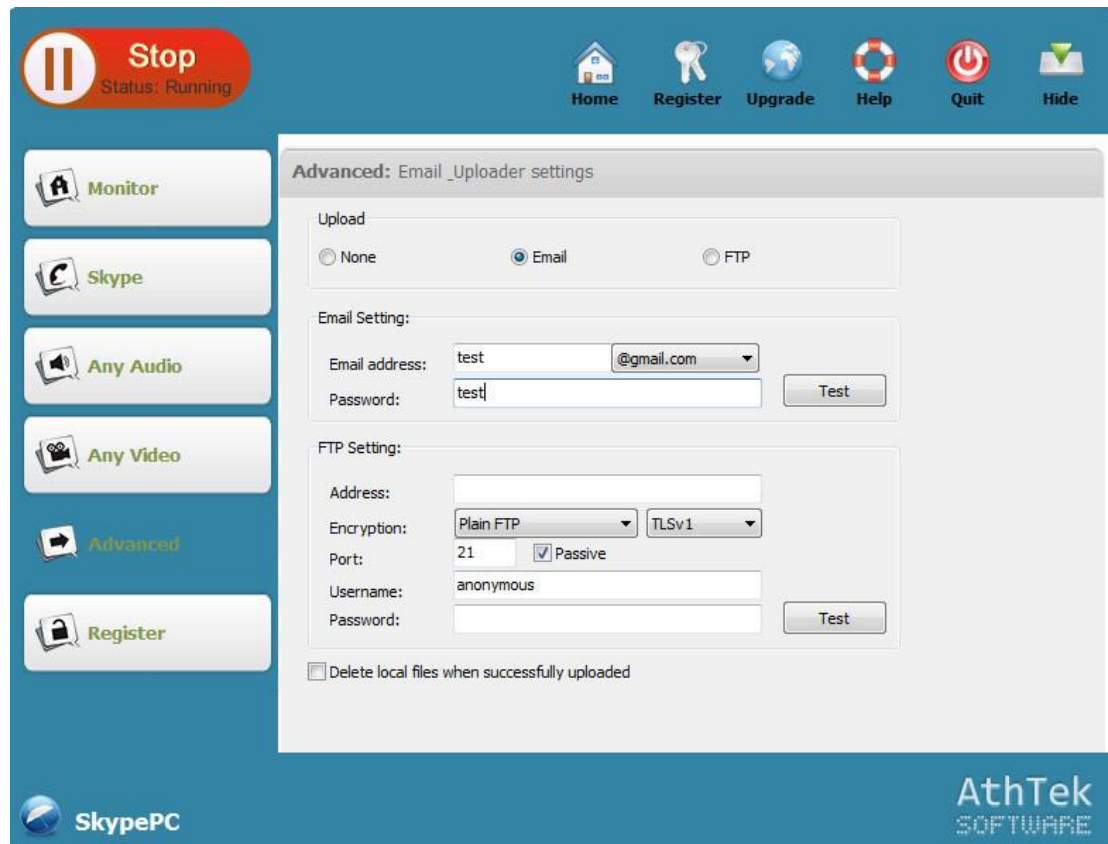 Stop
Status: Running
Home Register Upgrade Help Quit Hide
Monitor
Skype
Any Audio
Any Video
Advanced
Register
Advanced: Email _Uploader settings
Upload
None Email FTP
Email Setting:
Email address: test @gmail.com
Password: test Test
FTP Setting:
Address:
Encryption: Plain FTP TLSv1
Port: 21 Passive
Username: anonymous
Password: Test
Delete local files when successfully uploaded
SkypePC
AthTek
SOFTWARE